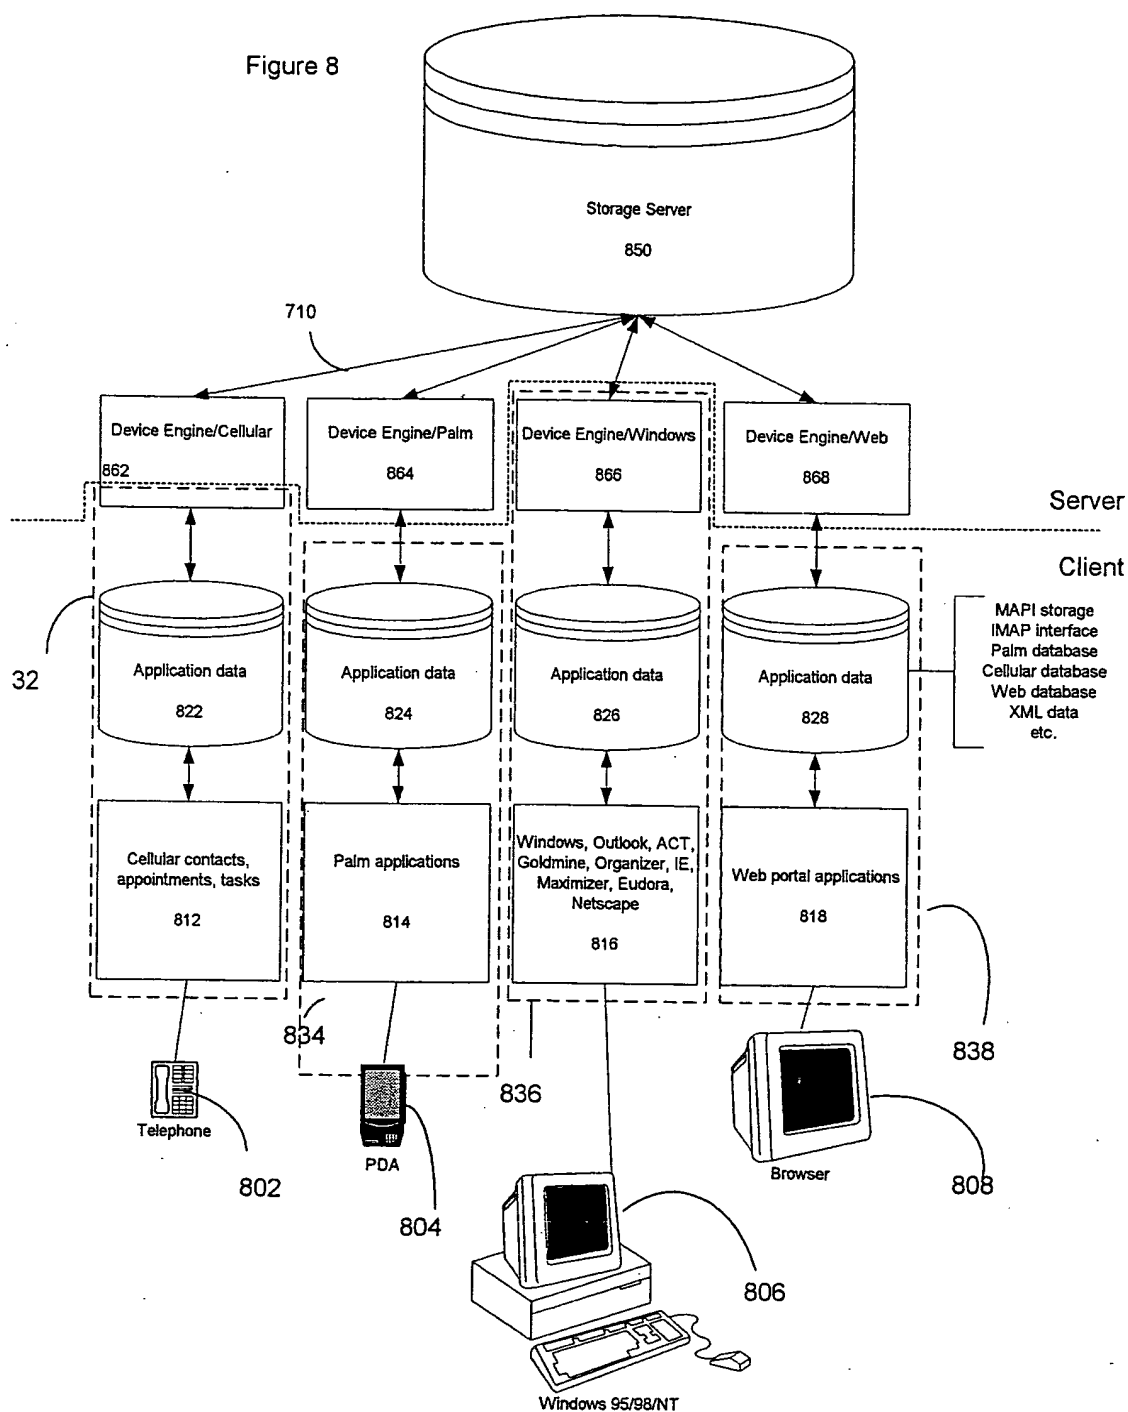 Figure 8
Storage Server
850
710
Device Engine/Cellular
862
Device Engine/Palm
864
Device Engine/Windows
866
Device Engine/Web
868
Server
Client
32
Application data
822
Application data
824
Application data
826
Application data
828
MAPI storage
IMAP interface
Palm database
Cellular database
Web database
XML data
etc.
Cellular contacts,
appointments, tasks
812
Palm applications
814
Windows, Outlook, ACT,
Goldmine, Organizer, IE,
Maximizer, Eudora,
Netscape
816
Web portal applications
818
834
836
838
Telephone
802
PDA
804
Browser
808
806
Windows 95/98/NT